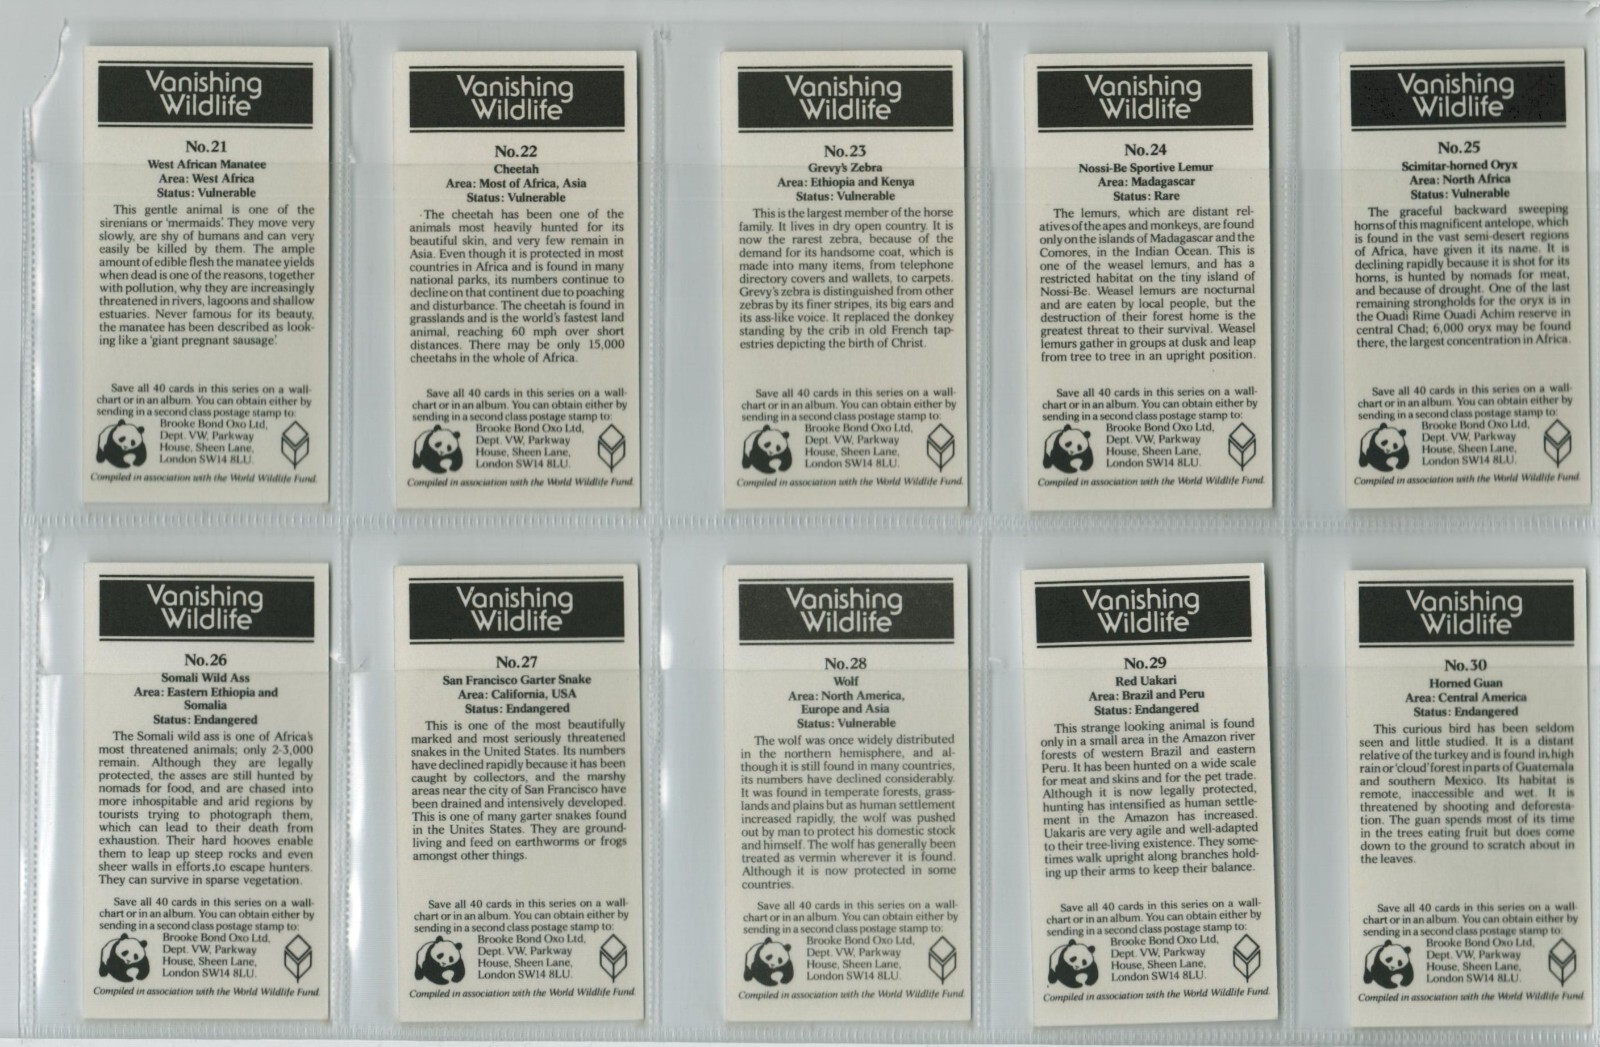 Vanishing
Wildlife
No.21
West African Manatee
Area: West Africa
Status: Vulnerable
This gentle animal is one of the
sirenians or 'mermaids'. They move very
slowly, are shy of humans and can very
easily be killed by them. The ample
amount of edible flesh the manatee yields
when dead is one of the reasons, together
with pollution, why they are increasingly
threatened in rivers, lagoons and shallow
estuaries. Never famous for its beauty,
the manatee has been described as look-
ing like a 'giant pregnant sausage'.
Save all 40 cards in this series on a wall-
chart or in an album. You can obtain either by
sending in a second class postage stamp to:
Brooke Bond Oxo Ltd,
Dept. VW, Parkway
House, Sheen Lane,
London SW14 8LU.
Compiled in association with the World Wildlife Fund.
Vanishing
Wildlife
No.22
Cheetah
Area: Most of Africa, Asia
Status: Vulnerable
The cheetah has been one of the
animals most heavily hunted for its
beautiful skin, and very few remain in
Asia. Even though it is protected in most
countries in Africa and is found in many
national parks, its numbers continue to
decline on that continent due to poaching
and disturbance. The cheetah is found in
grasslands and is the world's fastest land
animal, reaching 60 mph over short
distances. There may be only 15,000
cheetahs in the whole of Africa.
Save all 40 cards in this series on a wall-
chart or in an album. You can obtain either by
sending in a second class postage stamp to:
Brooke Bond Oxo Ltd,
Dept. VW, Parkway
House, Sheen Lane,
London SW14 8LU.
Compiled in association with the World Wildlife Fund.
Vanishing
Wildlife
No.23
Grevy's Zebra
Area: Ethiopia and Kenya
Status: Vulnerable
This is the largest member of the horse
family. It lives in dry open country. It is
now the rarest zebra, because of the
demand for its handsome coat, which is
made into many items, from telephone
directory covers and wallets, to carpets.
Grevy's zebra is distinguished from other
zebras by its finer stripes, its big ears and
its ass-like voice. It replaced the donkey
standing by the crib in old French tap-
estries depicting the birth of Christ.
Save all 40 cards in this series on a wall-
chart or in an album. You can obtain either by
sending in a second class postage stamp to:
Brooke Bond Oxo Ltd,
Dept. VW, Parkway
House, Sheen Lane,
London SW14 8LU.
Compiled in association with the World Wildlife Fund.
Vanishing
Wildlife
No.24
Nossi-Be Sportive Lemur
Area: Madagascar
Status: Rare
The lemurs, which are distant rel-
atives of the apes and monkeys, are found
only on the islands of Madagascar and the
Comores, in the Indian Ocean. This is
one of the weasel lemurs, and has a
restricted habitat on the tiny island of
Nossi-Be. Weasel lemurs are nocturnal
and are eaten by local people, but the
destruction of their forest home is the
greatest threat to their survival. Weasel
lemurs gather in groups at dusk and leap
from tree to tree in an upright position.
Save all 40 cards in this series on a wall-
chart or in an album. You can obtain either by
sending in a second class postage stamp to:
Brooke Bond Oxo Ltd,
Dept. VW, Parkway
House, Sheen Lane,
London SW14 8LU.
Compiled in association with the World Wildlife Fund.
Vanishing
Wildlife
No.25
Scimitar-horned Oryx
Area: North Africa
Status: Vulnerable
The graceful backward sweeping
horns of this magnificent antelope, which
is found in the vast semi-desert regions
of Africa, have given it its name. It is
declining rapidly because it is shot for its
horns, is hunted by nomads for meat,
and because of drought. One of the last
remaining strongholds for the oryx is in
the Ouadi Rime Ouadi Achim reserve in
central Chad; 6,000 oryx may be found
there, the largest concentration in Africa.
Save all 40 cards in this series on a wall-
chart or in an album. You can obtain either by
sending in a second class postage stamp to:
Brooke Bond Oxo Ltd,
Dept. VW, Parkway
House, Sheen Lane,
London SW14 8LU.
Compiled in association with the World Wildlife Fund.
Vanishing
Wildlife
No.26
Somali Wild Ass
Area: Eastern Ethiopia and
Somalia
Status: Endangered
The Somali wild ass is one of Africa's
most threatened animals; only 2-3,000
remain. Although they are legally
protected, the asses are still hunted by
nomads for food, and are chased into
more inhospitable and arid regions by
tourists trying to photograph them,
which can lead to their death from
exhaustion. Their hard hooves enable
them to leap up steep rocks and even
sheer walls in efforts,to escape hunters.
They can survive in sparse vegetation.
Save all 40 cards in this series on a wall-
chart or in an album. You can obtain either by
sending in a second class postage stamp to:
Brooke Bond Oxo Ltd,
Dept. VW, Parkway
House, Sheen Lane,
London SW14 8LU.
Compiled in association with the World Wildlife Fund.
Vanishing
Wildlife
No.27
San Francisco Garter Snake
Area: California, USA
Status: Endangered
This is one of the most beautifully
marked and most seriously threatened
snakes in the United States. Its numbers
have declined rapidly because it has been
caught by collectors, and the marshy
areas near the city of San Francisco have
been drained and intensively developed.
This is one of many garter snakes found
in the Unites States. They are ground-
living and feed on earthworms or frogs
amongst other things.
Save all 40 cards in this series on a wall-
chart or in an album. You can obtain either by
sending in a second class postage stamp to:
Brooke Bond Oxo Ltd,
Dept. VW, Parkway
House, Sheen Lane,
London SW14 8LU.
Compiled in association with the World Wildlife Fund.
Vanishing
Wildlife
No.28
Wolf
Area: North America,
Europe and Asia
Status: Vulnerable
The wolf was once widely distributed
in the northern hemisphere, and al-
though it is still found in many countries,
its numbers have declined considerably.
It was found in temperate forests, grass-
lands and plains but as human settlement
increased rapidly, the wolf was pushed
out by man to protect his domestic stock
and himself. The wolf has generally been
treated as vermin wherever it is found.
Although it is now protected in some
countries.
Save all 40 cards in this series on a wall-
chart or in an album. You can obtain either by
sending in a second class postage stamp to:
Brooke Bond Oxo Ltd,
Dept. VW, Parkway
House, Sheen Lane,
London SW14 8LU.
Compiled in association with the World Wildlife Fund.
Vanishing
Wildlife
No.29
Red Uakari
Area: Brazil and Peru
Status: Endangered
This strange looking animal is found
only in a small area in the Amazon river
forests of western Brazil and eastern
Peru. It has been hunted on a wide scale
for meat and skins and for the pet trade.
Although it is now legally protected,
hunting has intensified as human settle-
ment in the Amazon has increased.
Uakaris are very agile and well-adapted
to their tree-living existence. They some-
times walk upright along branches hold-
ing up their arms to keep their balance.
Save all 40 cards in this series on a wall-
chart or in an album. You can obtain either by
sending in a second class postage stamp to:
Brooke Bond Oxo Ltd,
Dept. VW, Parkway
House, Sheen Lane,
London SW14 8LU.
Compiled in association with the World Wildlife Fund.
Vanishing
Wildlife
No.30
Horned Guan
Area: Central America
Status: Endangered
This curious bird has been seldom
seen and little studied. It is a distant
relative of the turkey and is found in high
rain or 'cloud' forest in parts of Guatemala
and southern Mexico. Its habitat is
remote, inaccessible and wet. It is
threatened by shooting and deforesta-
tion. The guan spends most of its time
in the trees eating fruit but does come
down to the ground to scratch about in
the leaves.
Save all 40 cards in this series on a wall-
chart or in an album. You can obtain either by
sending in a second class postage stamp to:
Brooke Bond Oxo Ltd,
Dept. VW, Parkway
House, Sheen Lane,
London SW14 8LU.
Compiled in association with the World Wildlife Fund.